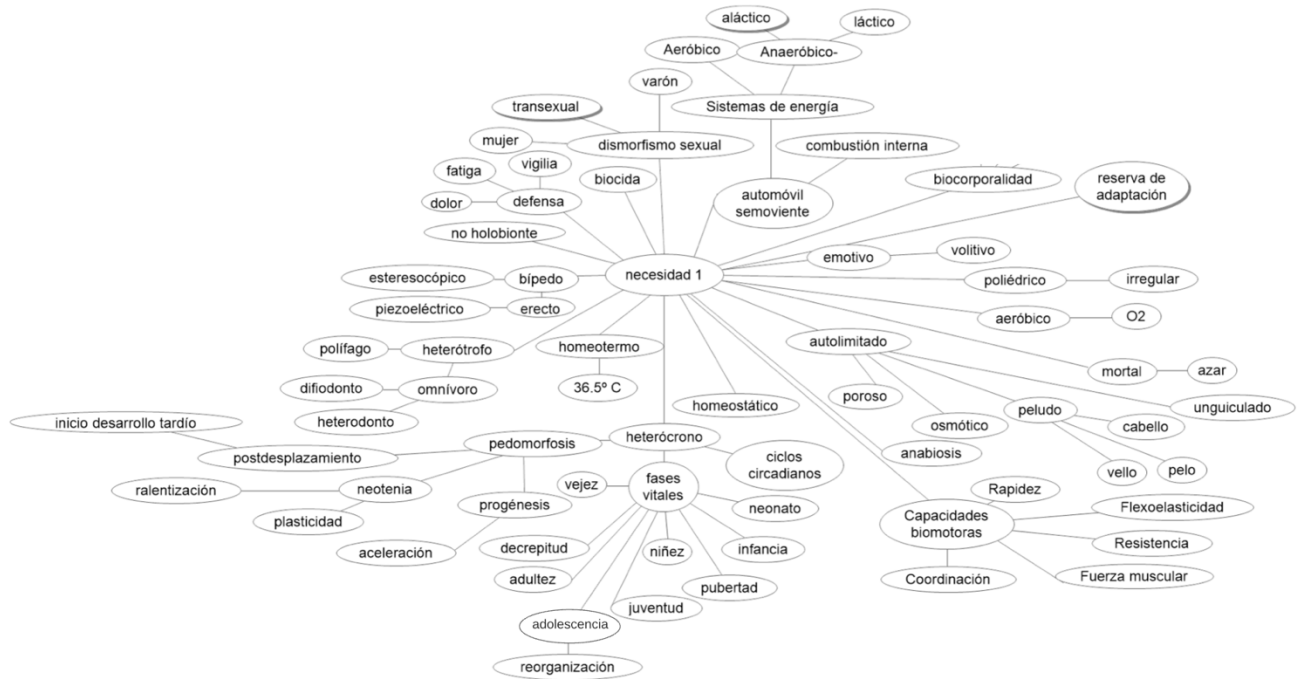 aláctico
láctico
Aeróbico
Anaeróbico-
varón
Sistemas de energía
transexual
mujer
dismorfismo sexual
combustión interna
fatiga
vigilia
biocida
biocorporalidad
reserva de
adaptación
dolor
defensa
automóvil
semoviente
no holobionte
emotivo
volitivo
esteresocópico
bípedo
necesidad 1
poliédrico
irregular
piezoeléctrico
erecto
aeróbico
O2
polífago
heterótrofo
homeotermo
autolimitado
difiodonto
omnívoro
36.5º C
mortal
azar
heterodonto
homeostático
poroso
peludo
unguiculado
inicio desarrollo tardío
pedomorfosis
heterócrono
osmótico
cabello
postdesplazamiento
ciclos
circadianos
anabiosis
vello
pelo
ralentización
neotenia
vejez
fases
vitales
Rapidez
plasticidad
progénesis
neonato
Capacidades
biomotoras
Flexoelasticidad
aceleración
decrepitud
niñez
infancia
Resistencia
adultez
pubertad
Coordinación
Fuerza muscular
juventud
adolescencia
reorganización